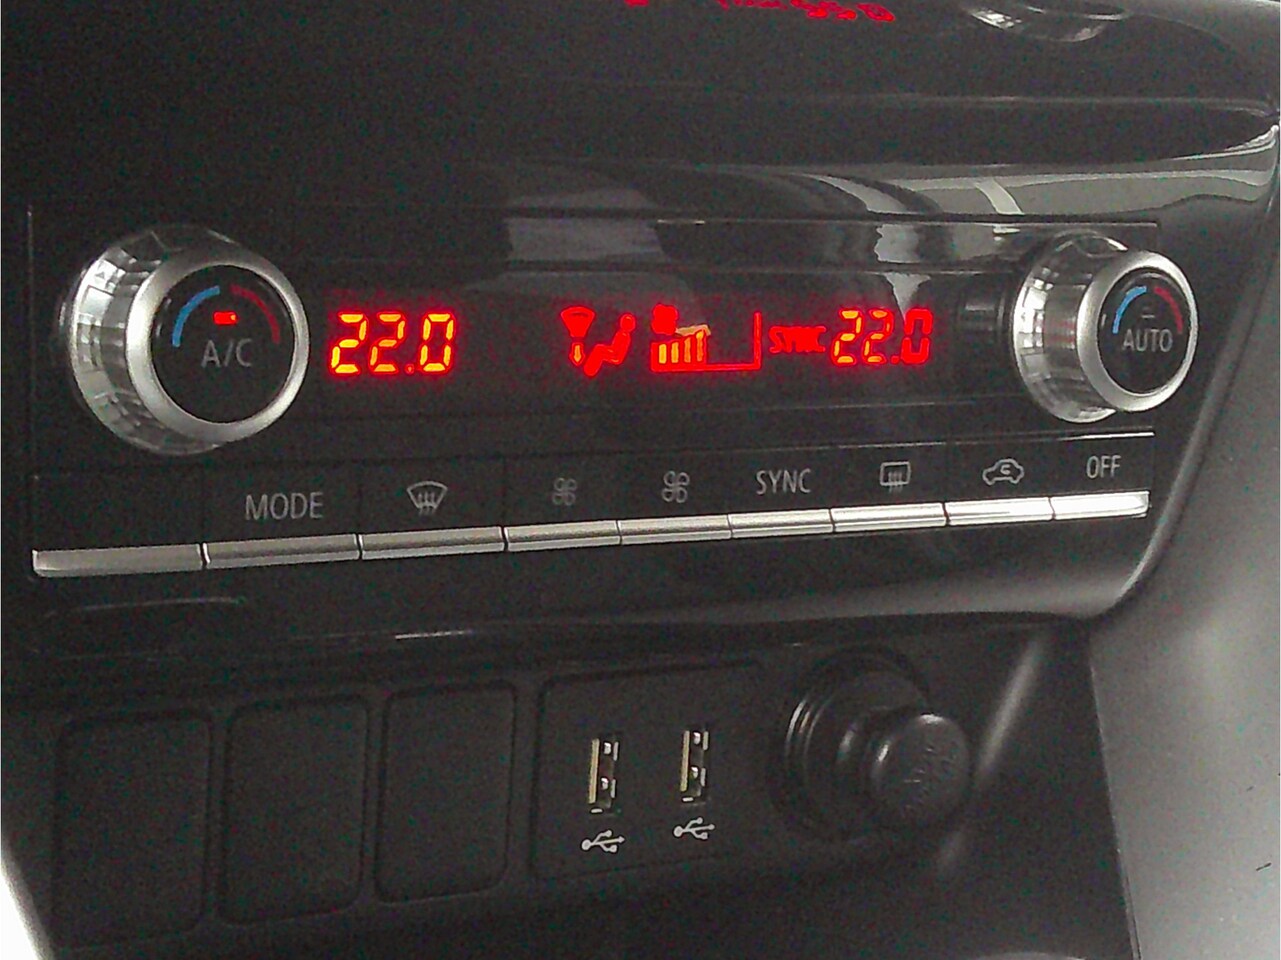 A/C
22.0
SYNC 22.0
AUTO
MODE
SYNC
OFF